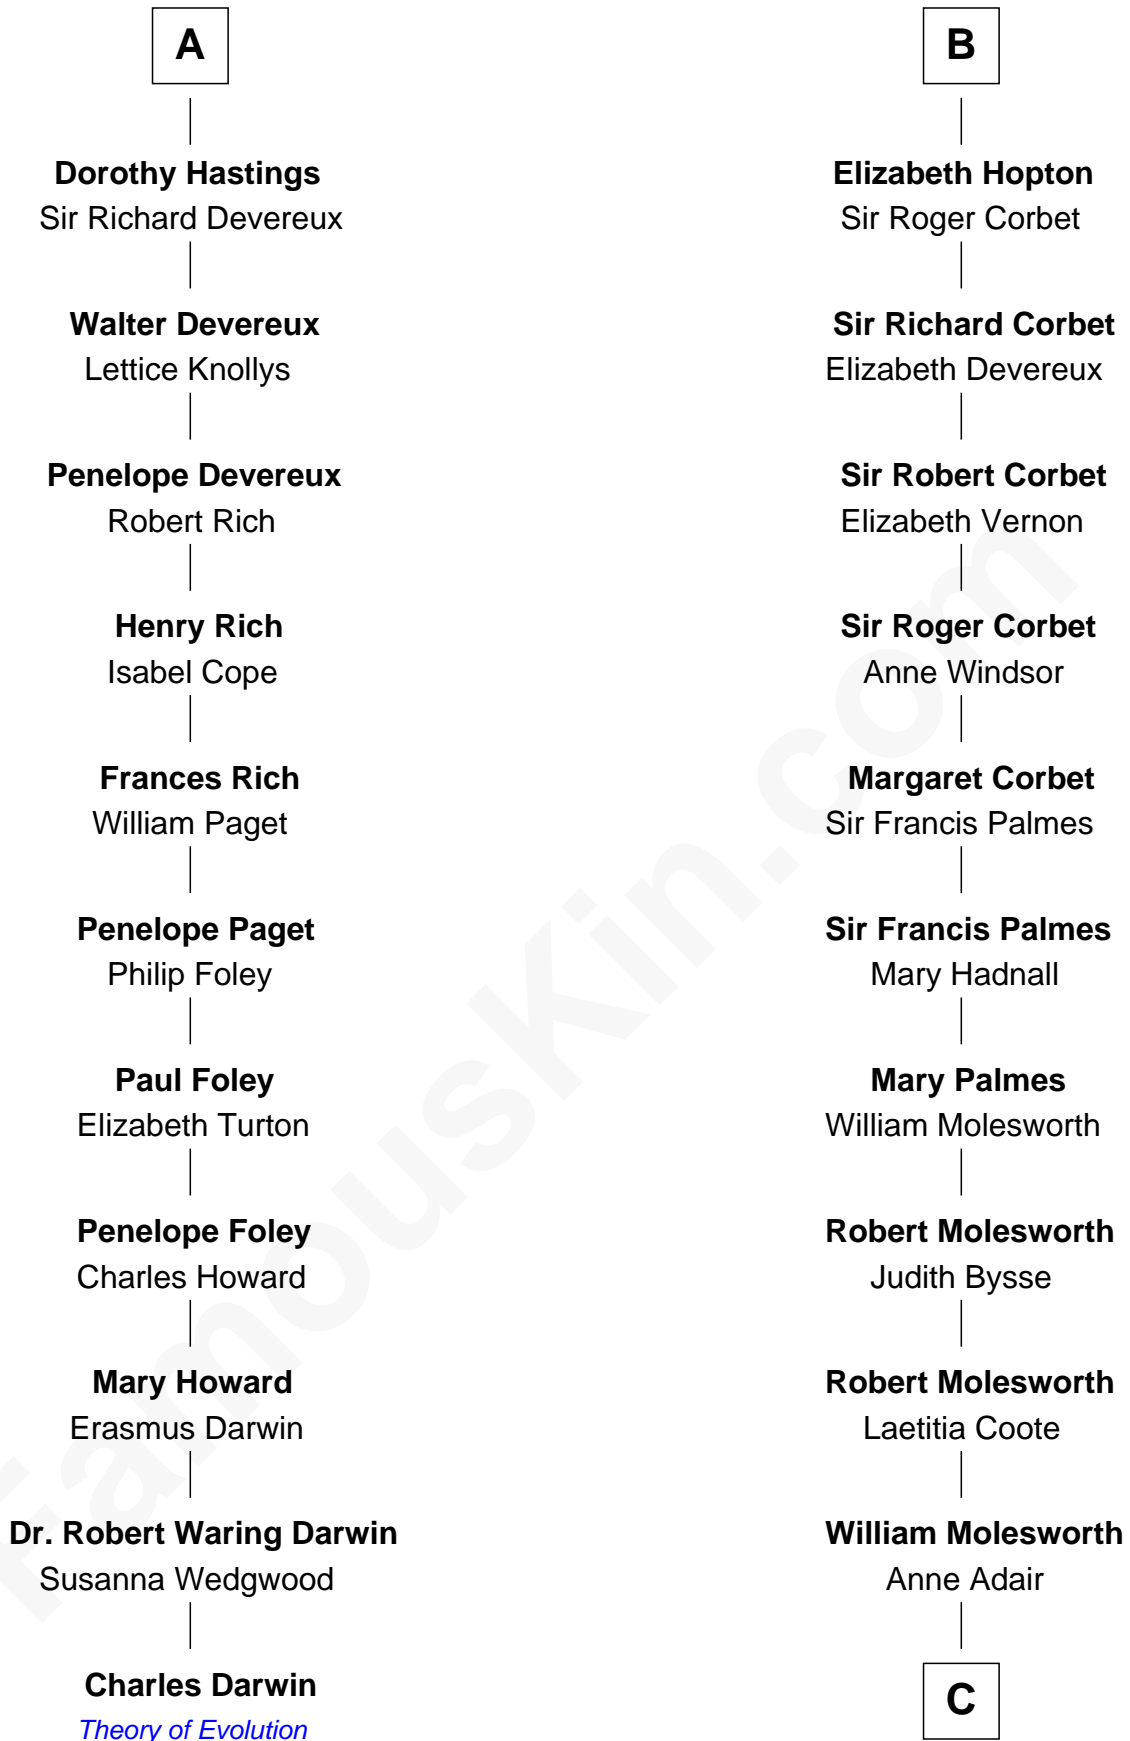 A
Dorothy Hastings
Sir Richard Devereux
Walter Devereux
Lettice Knollys
Penelope Devereux
Robert Rich
Henry Rich
Isabel Cope
Frances Rich
William Paget
Penelope Paget
Philip Foley
Paul Foley
Elizabeth Turton
Penelope Foley
Charles Howard
Mary Howard
Erasmus Darwin
Dr. Robert Waring Darwin
Susanna Wedgwood
Charles Darwin
Theory of Evolution
B
Elizabeth Hopton
Sir Roger Corbet
Sir Richard Corbet
Elizabeth Devereux
Sir Robert Corbet
Elizabeth Vernon
Sir Roger Corbet
Anne Windsor
Margaret Corbet
Sir Francis Palmes
Sir Francis Palmes
Mary Hadnall
Mary Palmes
William Molesworth
Robert Molesworth
Judith Bysse
Robert Molesworth
Laetitia Coote
William Molesworth
Anne Adair
C
FamousKin.com